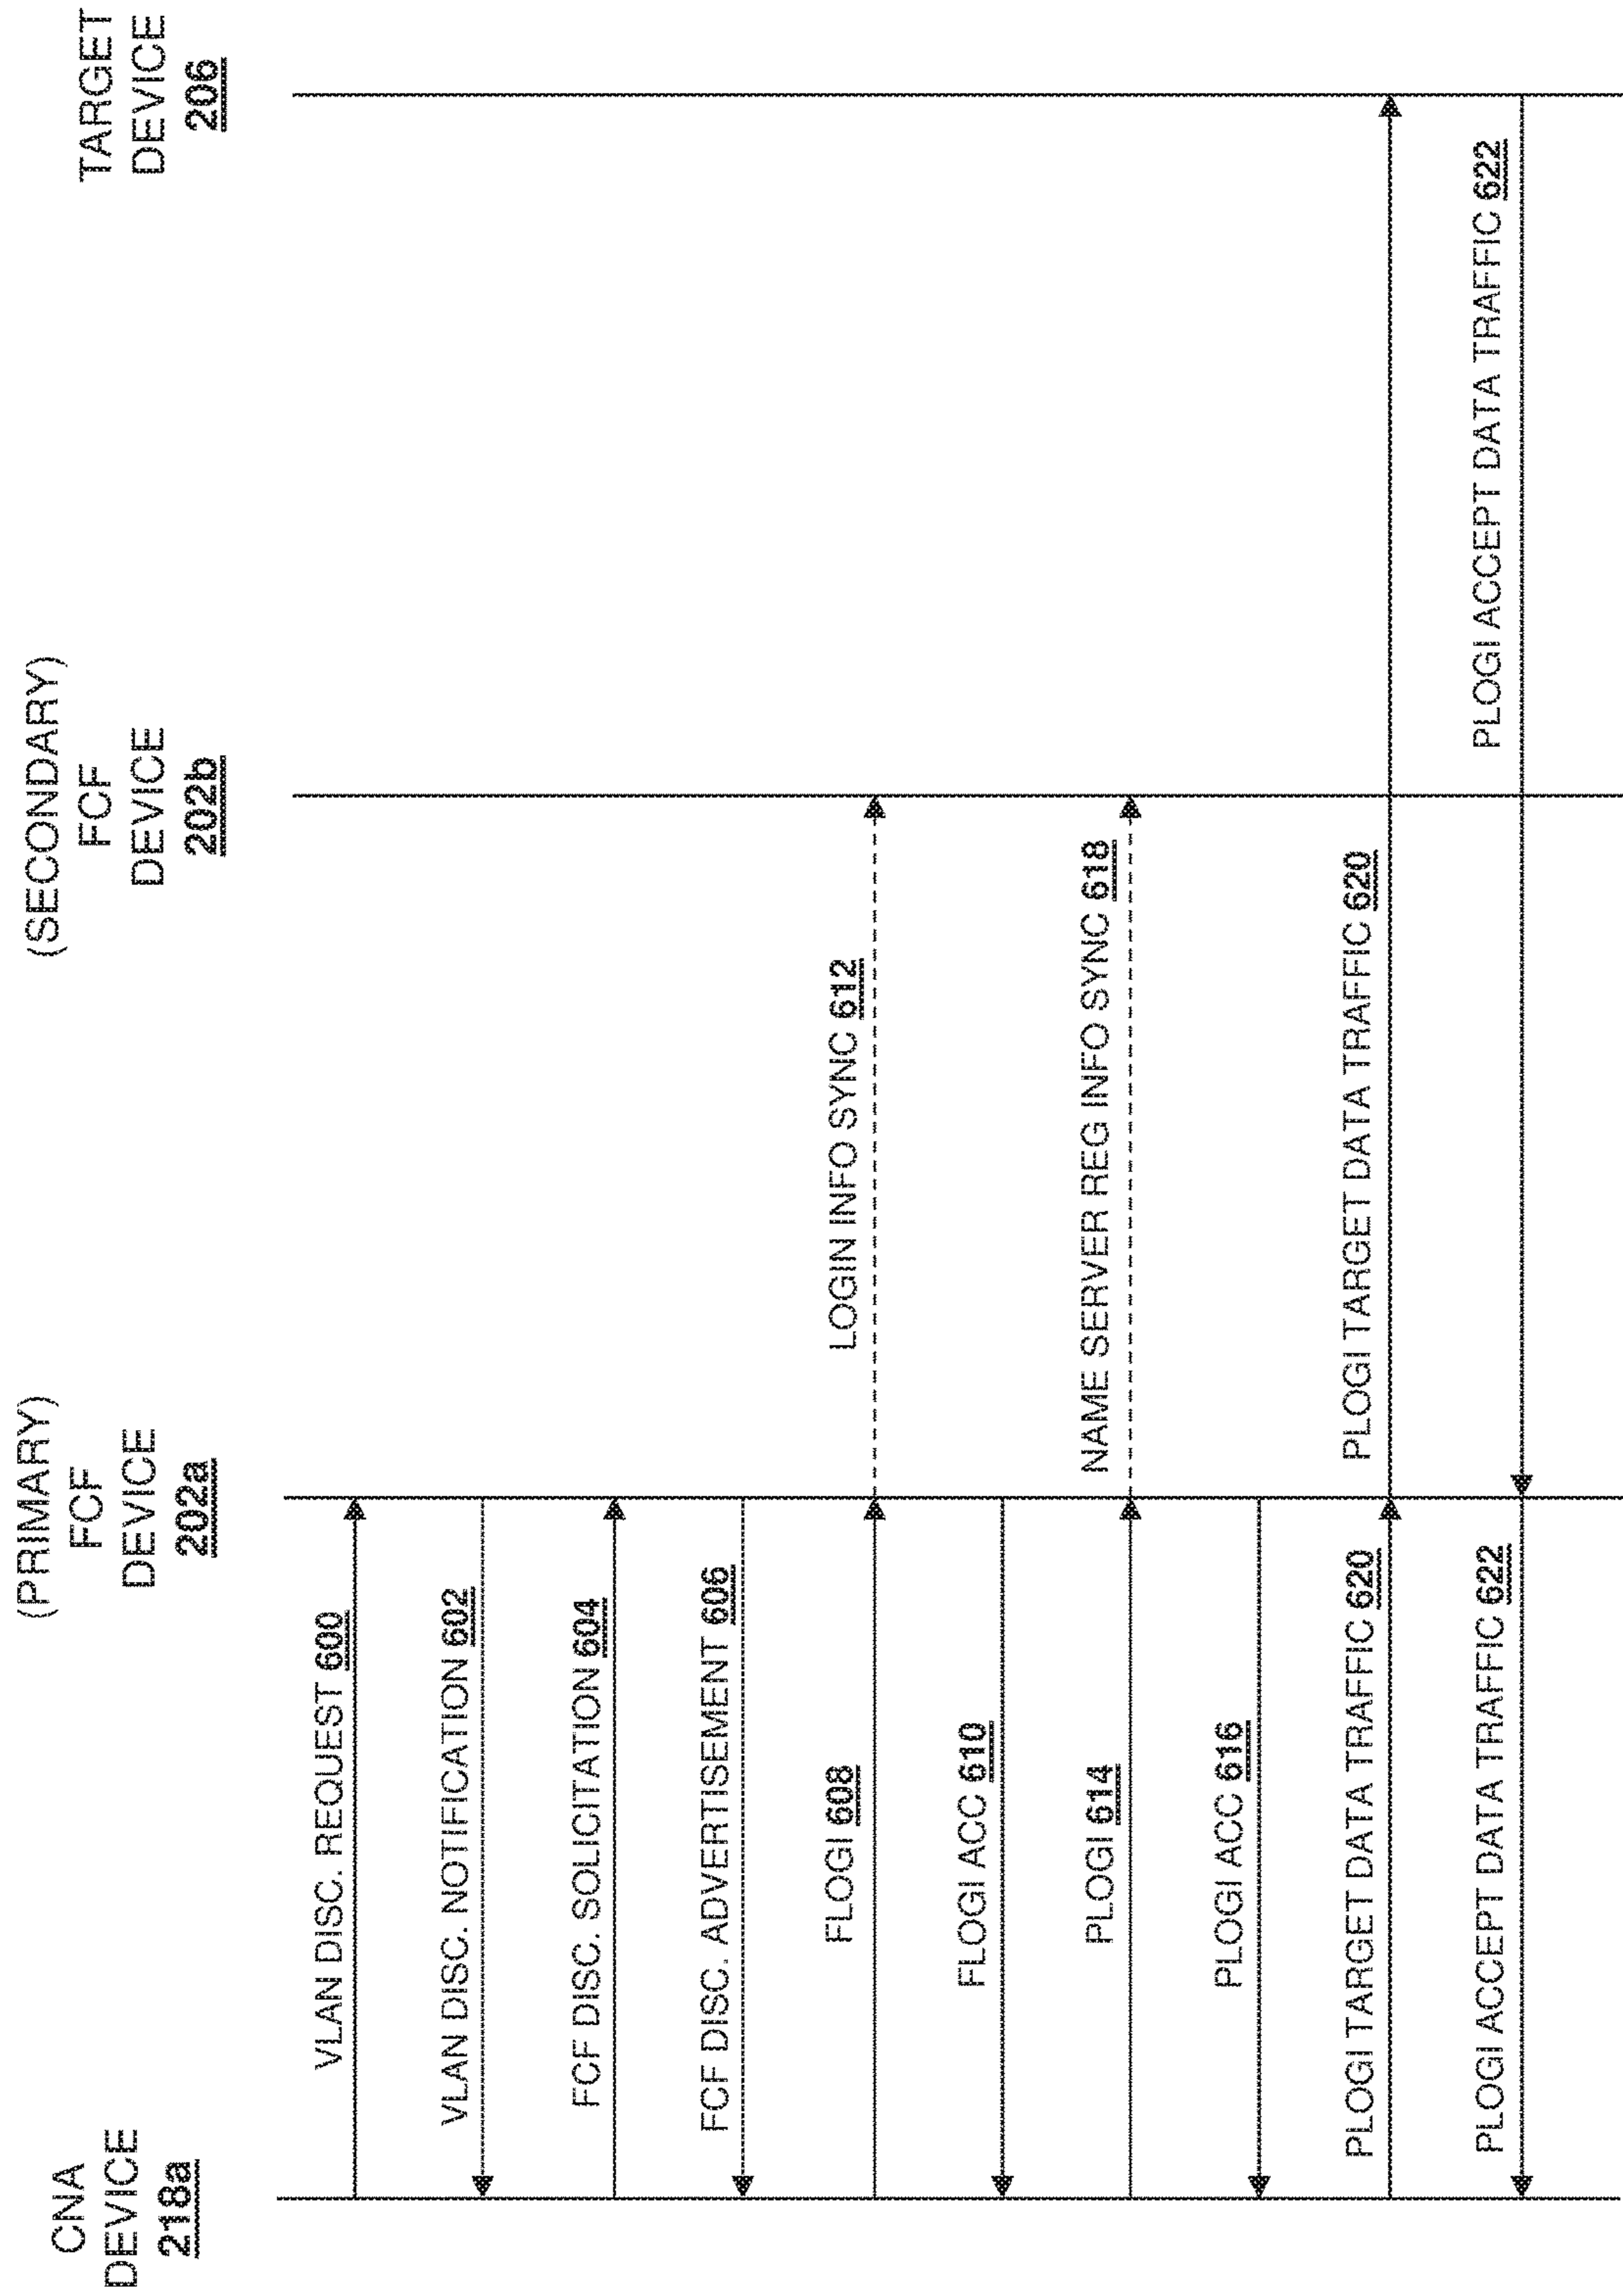 CNA
DEVICE
218a
(PRIMARY)
FCF
DEVICE
202a
(SECONDARY)
FCF
DEVICE
202b
TARGET
DEVICE
206
VLAN DISC. REQUEST 600
VLAN DISC. NOTIFICATION 602
FCF DISC. SOLICITATION 604
FCF DISC. ADVERTISEMENT 606
FLOGI 608
LOGIN INFO SYNC 612
FLOGI ACC 610
PLOGI 614
NAME SERVER REG INFO SYNC 618
PLOGI ACC 616
PLOGI TARGET DATA TRAFFIC 620
PLOGI TARGET DATA TRAFFIC 620
PLOGI ACCEPT DATA TRAFFIC 622
PLOGI ACCEPT DATA TRAFFIC 622